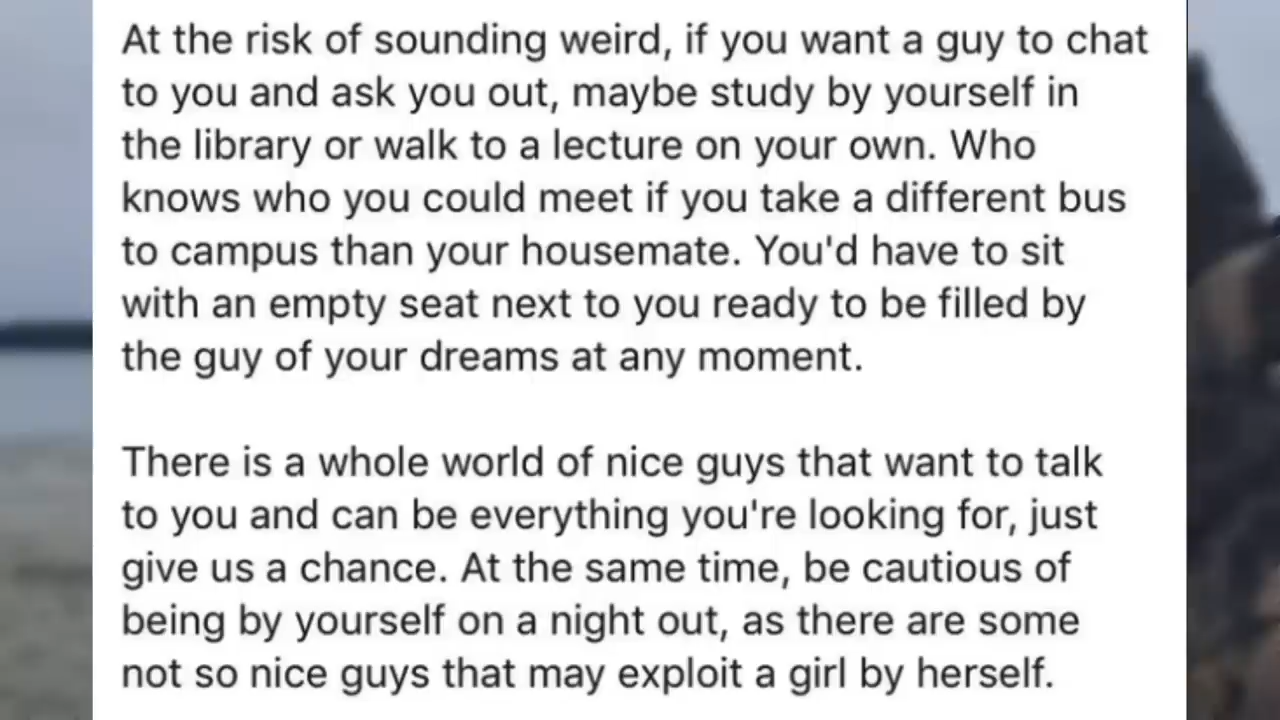 At the risk of sounding weird, if you want a guy to chat
to you and ask you out, maybe study by yourself in
the library or walk to a lecture on your own. Who
knows who you could meet if you take a different bus
to campus than your housemate. You'd have to sit
with an empty seat next to you ready to be filled by
the guy of your dreams at any moment.
There is a whole world of nice guys that want to talk
to you and can be everything you're looking for, just
give us a chance. At the same time, be cautious of
being by yourself on a night out, as there are some
not so nice guys that may exploit a girl by herself.